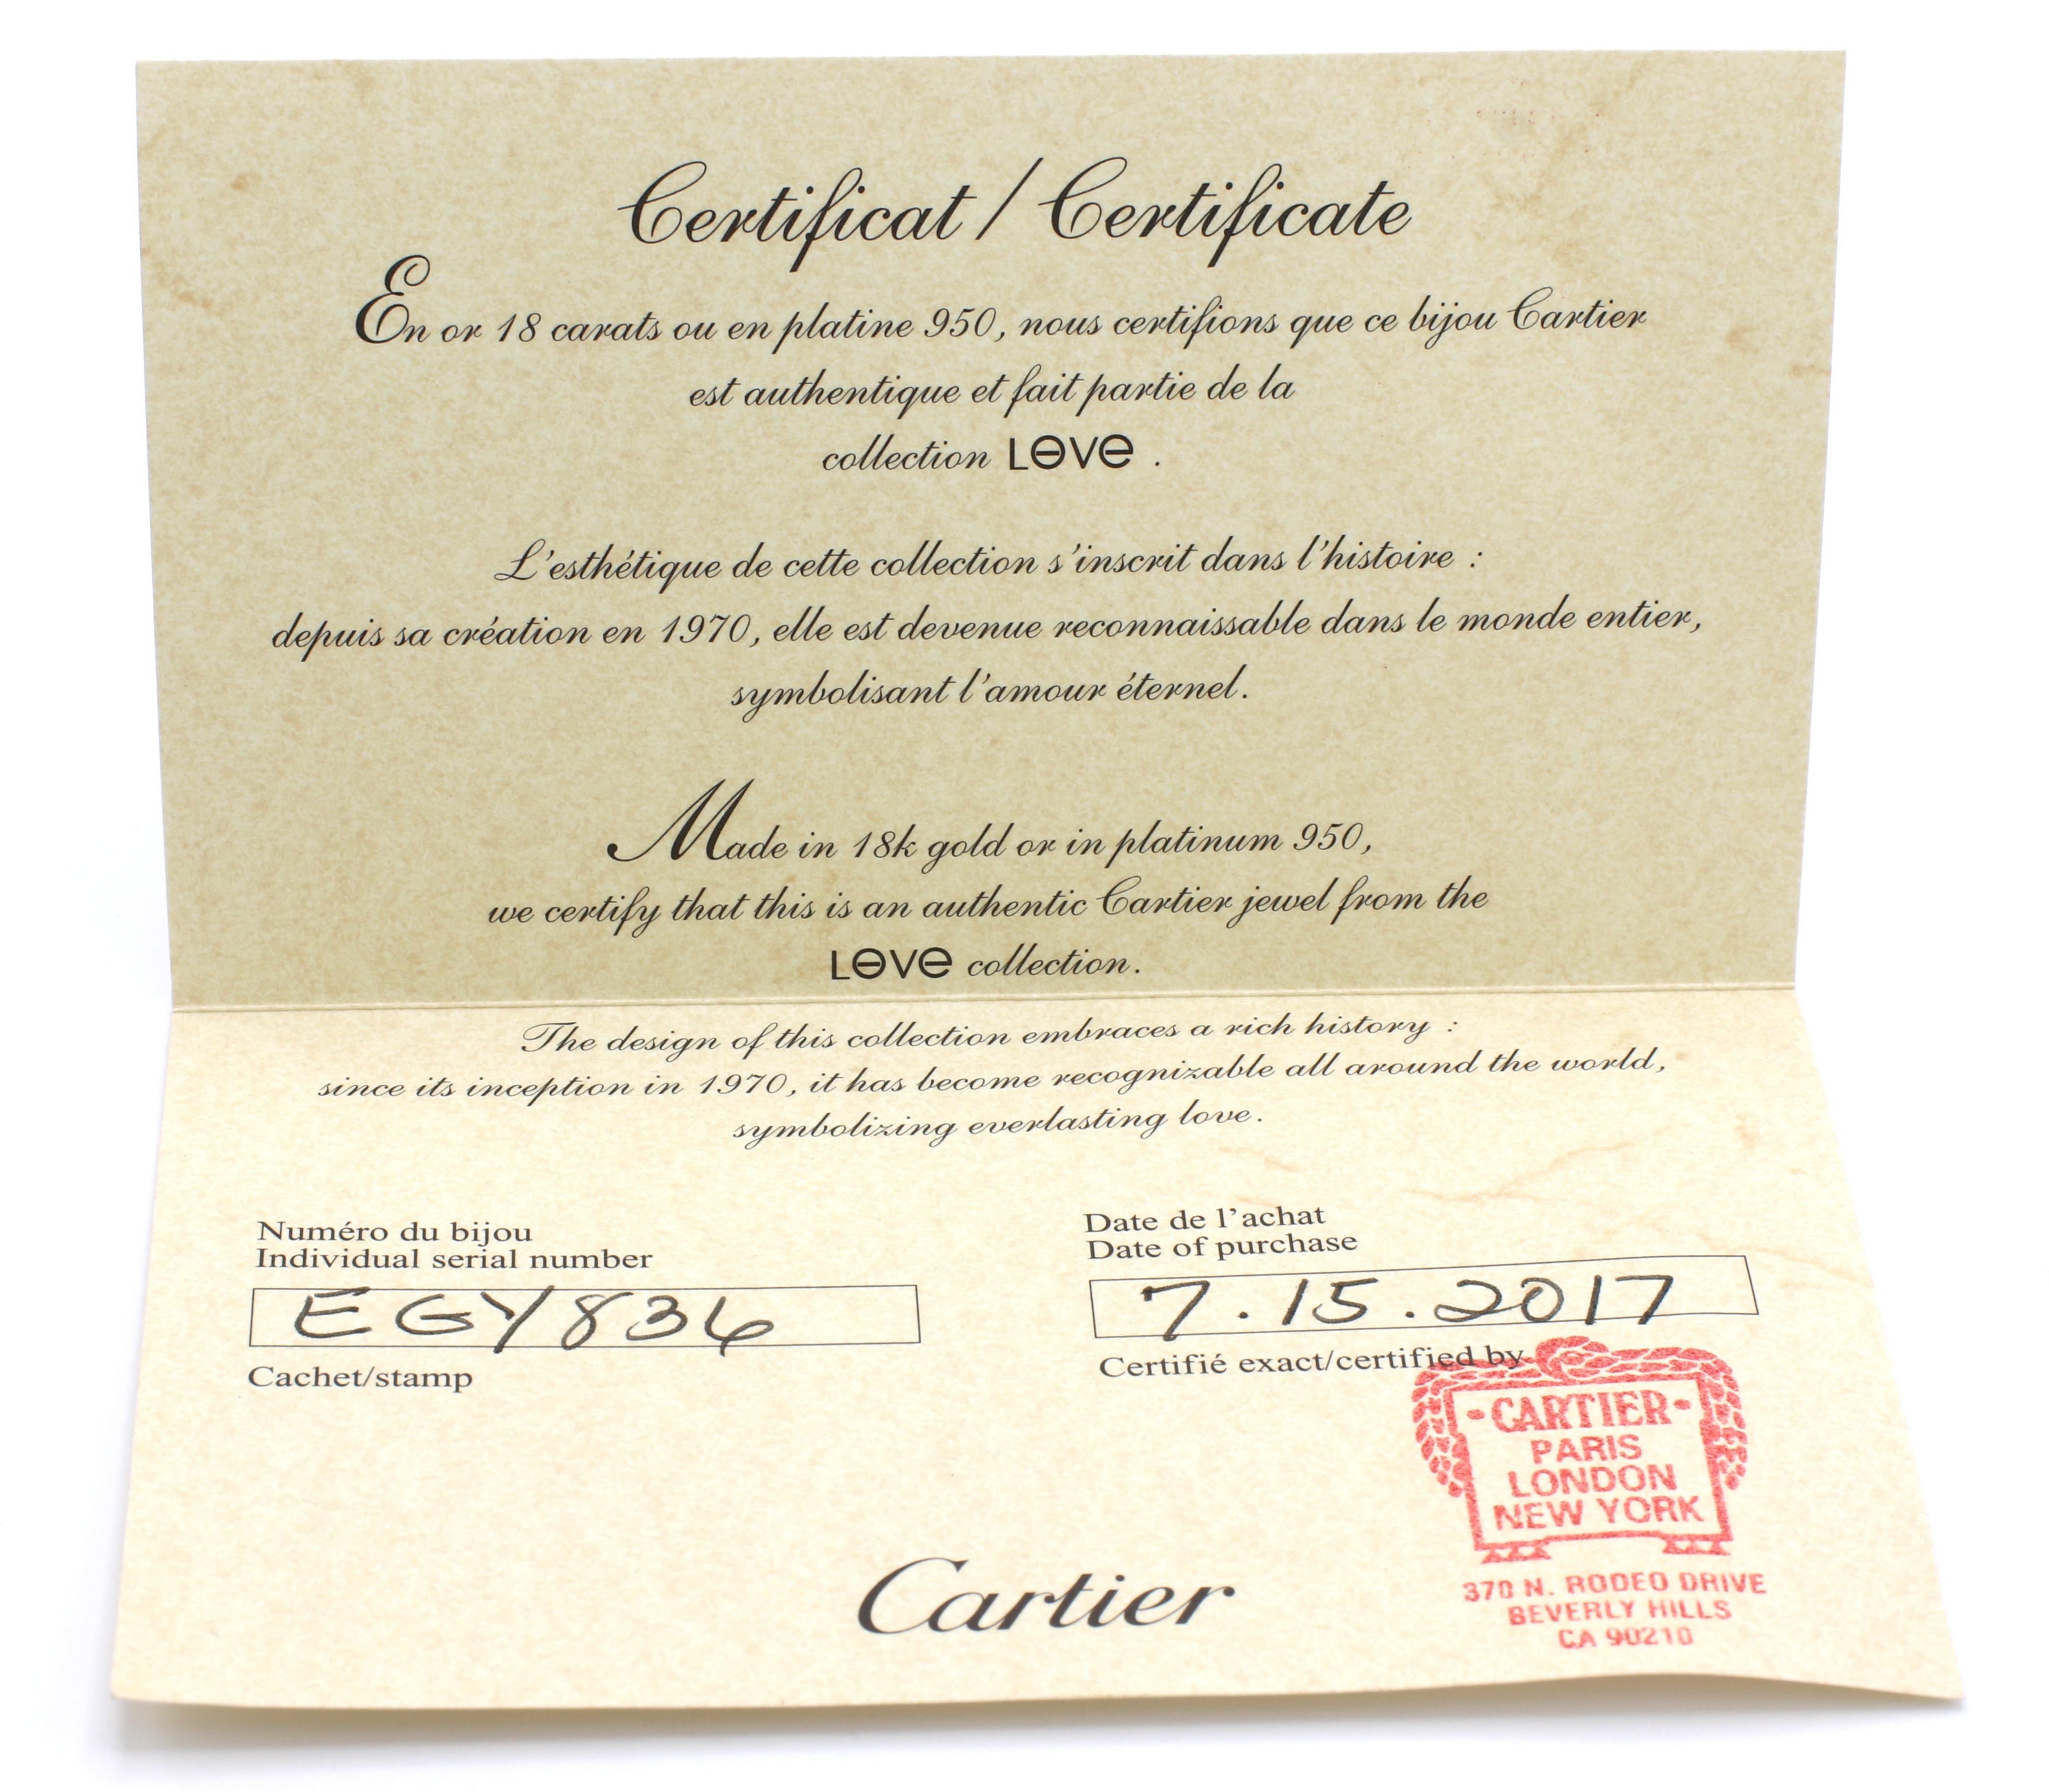 Certificat / Certificate
En or 18 carats ou en platine 950, nous certifions que ce bijou Cartier
est authentique et fait partie de la
collection LOVE .
L'esthétique de cette collection s'inscrit dans l'histoire :
depuis sa création en 1970, elle est devenue reconnaissable dans le monde entier,
symbolisant l'amour éternel.
Made in 18k gold or in platinum 950,
we certify that this is an authentic Cartier jewel from the
LOVE collection.
The design of this collection embraces a rich history :
since its inception in 1970, it has become recognizable all around the world,
symbolizing everlasting love.
Numéro du bijou
Individual serial number
EGY836
Cachet/stamp
Date de l'achat
Date of purchase
7.15.2017
Certifié exact/certified by
-CARTIER-
PARIS
LONDON
NEW YORK
370 N. RODEO DRIVE
BEVERLY HILLS
CA 90210
Cartier